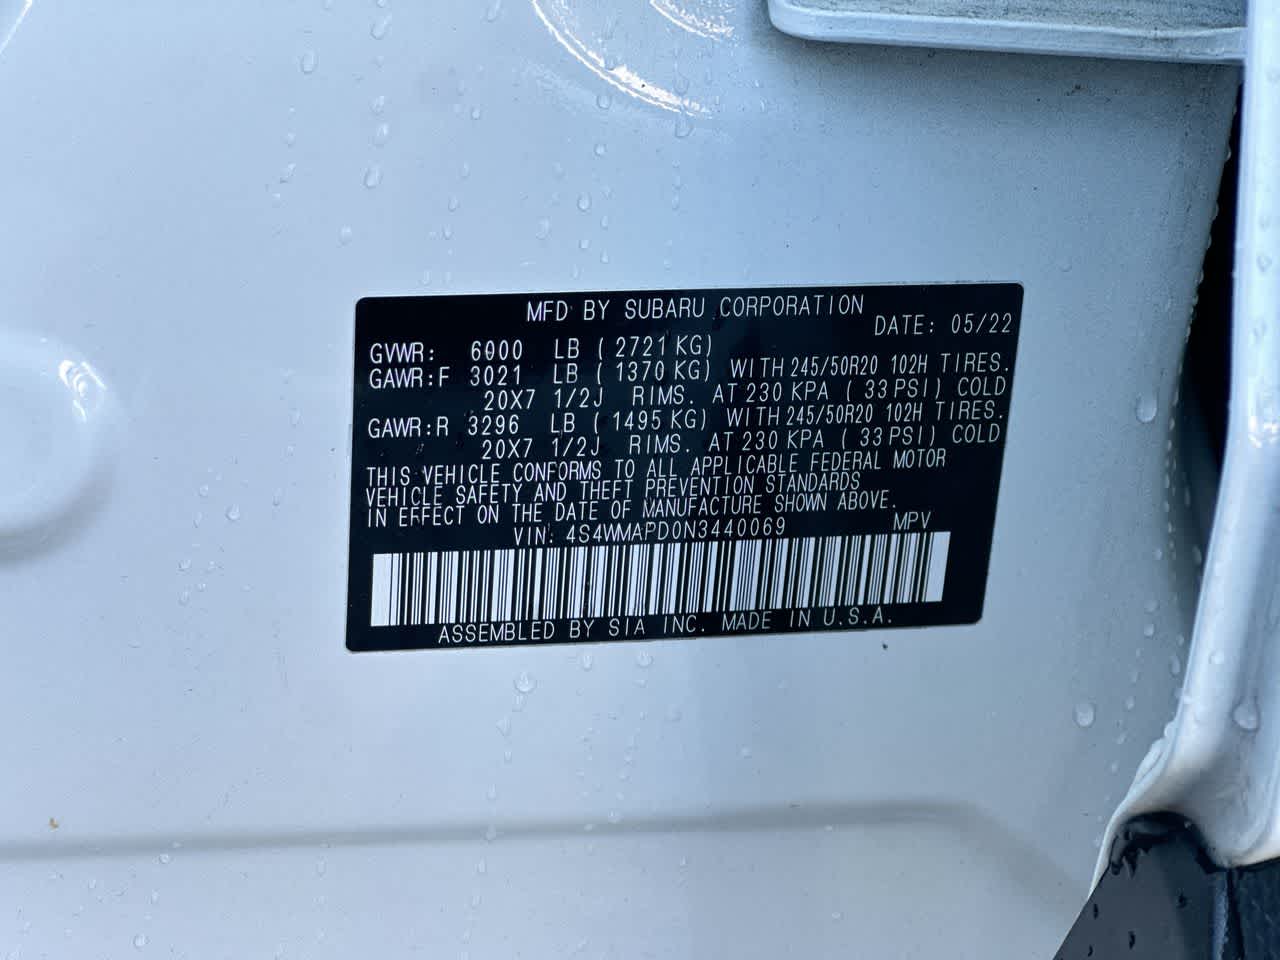 MFD BY SUBARU CORPORATION
DATE: 05/22
GVWR: 6000 LB ( 2721 KG)
GAWR:F 3021 LB ( 1370 KG) WITH 245/50R20 102H TIRES.
20X7 1/2J RIMS. AT 230 KPA ( 33 PSI) COLD
GAWR:R 3296 LB ( 1495 KG) WITH 245/50R20 102H TIRES.
20X7 1/2J RIMS. AT 230 KPA ( 33 PSI) COLD
THIS VEHICLE CONFORMS TO ALL APPLICABLE FEDERAL MOTOR
VEHICLE SAFETY AND THEFT PREVENTION STANDARDS
IN EFFECT ON THE DATE OF MANUFACTURE SHOWN ABOVE.
VIN: 4S4WMAPD0N3440069 MPV
ASSEMBLED BY SIA INC. MADE IN U.S.A.